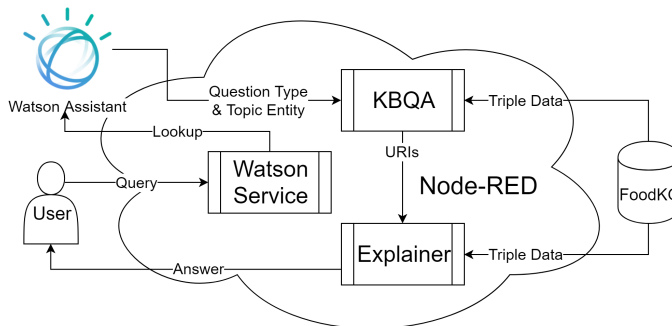 Watson Assistant
Question Type
& Topic Entity
KBQA
Triple Data
Lookup
URIs
Watson
Service
Query
User
Node-RED
FoodKG
Explainer
Triple Data
Answer